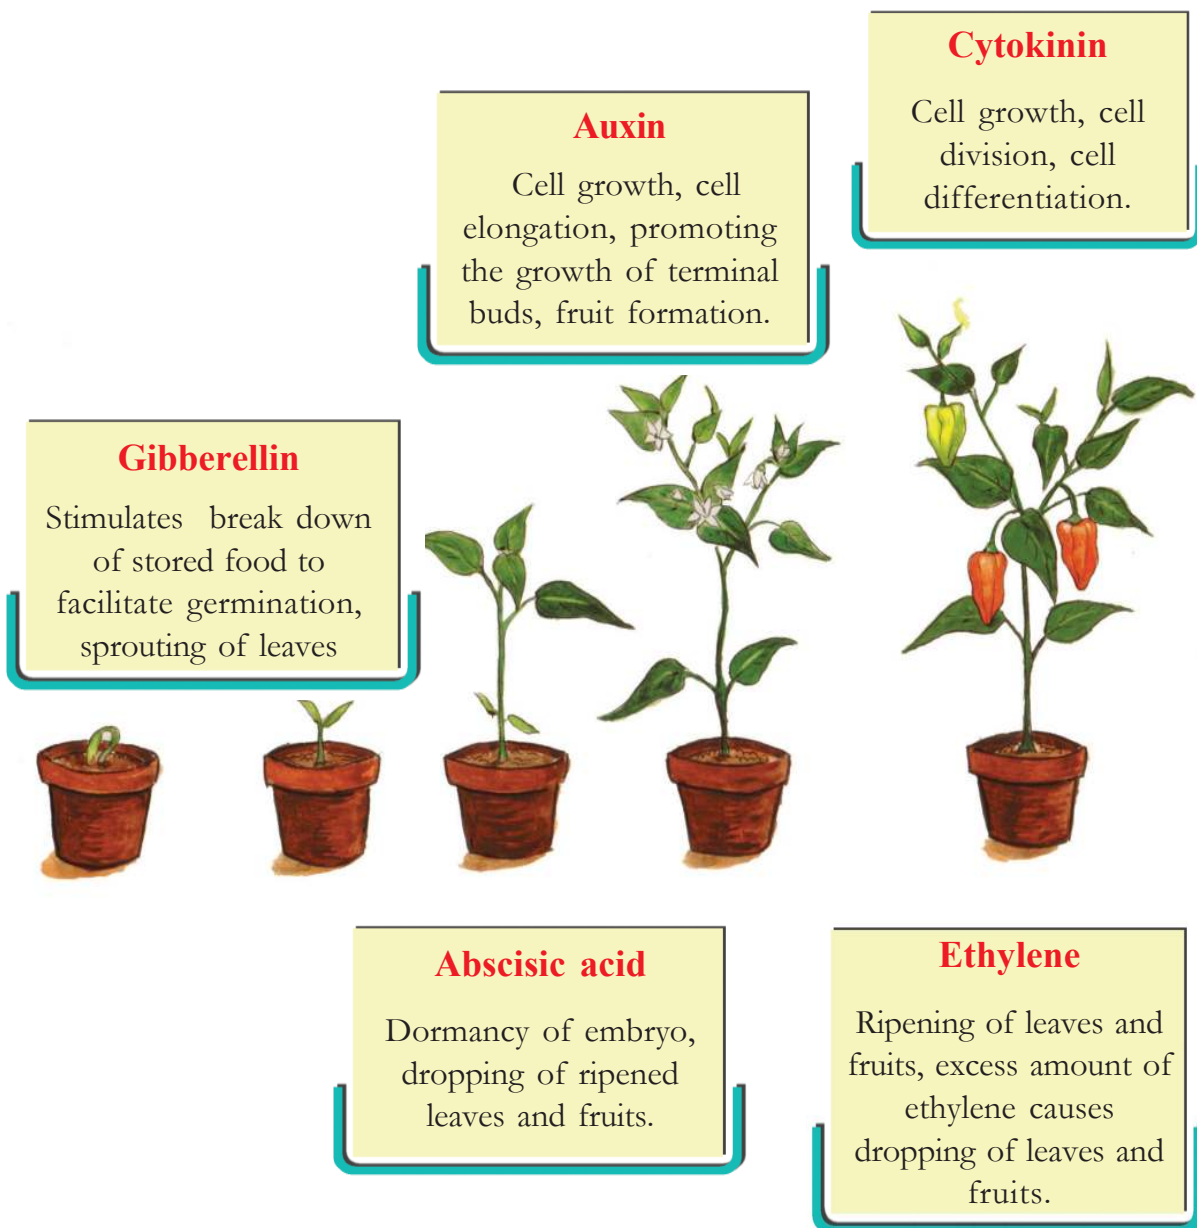 Cytokinin
Cell growth, cell
division, cell
differentiation.
Auxin
Cell growth, cell
elongation, promoting
the growth of terminal
buds, fruit formation.
Gibberellin
Stimulates break down
of stored food to
facilitate germination,
sprouting of leaves
Abscisic acid
Dormancy of embryo,
dropping of ripened
leaves and fruits.
Ethylene
Ripening of leaves and
fruits, excess amount of
ethylene causes
dropping of leaves and
fruits.